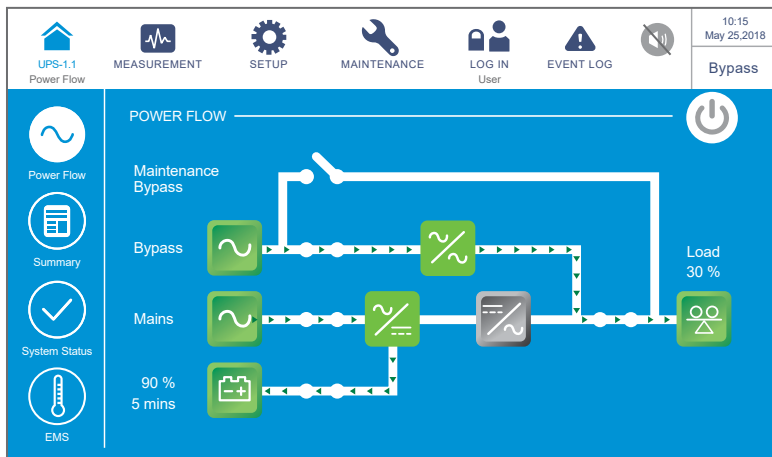 UPS-1.1
Power Flow
MEASUREMENT
SETUP
MAINTENANCE
LOG IN
User
EVENT LOG
10:15
May 25,2018
Bypass
Power Flow
Summary
System Status
EMS
POWER FLOW
Maintenance
Bypass
Bypass
Mains
90 %
5 mins
Load
30 %